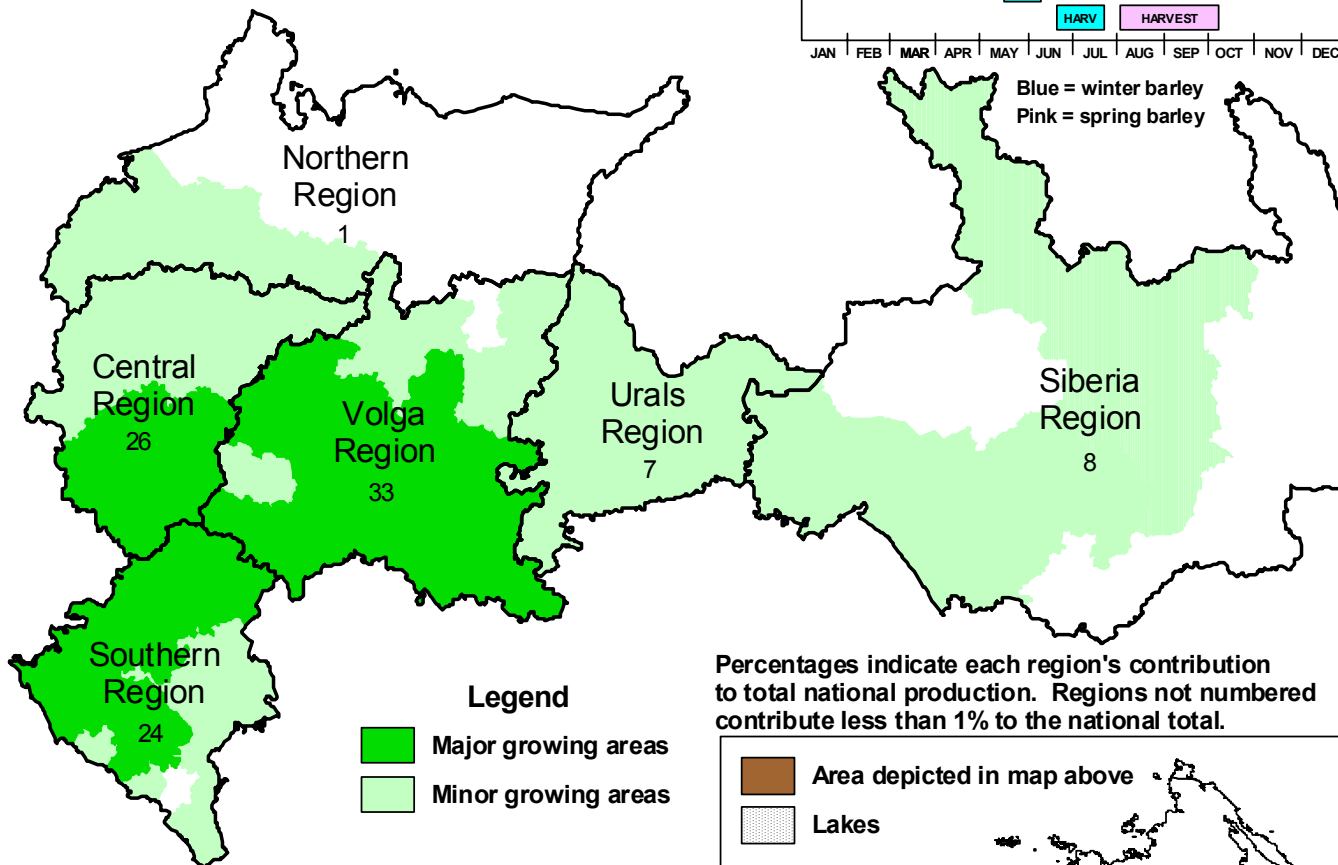 HARV
HARVEST
JAN FEB MAR APR MAY JUN JUL AUG SEP OCT NOV DEC
Blue = winter barley
Pink = spring barley
Northern
Region
1
Central
Region
26
Volga
Region
33
Urals
Region
7
Siberia
Region
8
Southern
Region
24
Legend
Major growing areas
Minor growing areas
Percentages indicate each region's contribution
to total national production. Regions not numbered
contribute less than 1% to the national total.
Area depicted in map above
Lakes